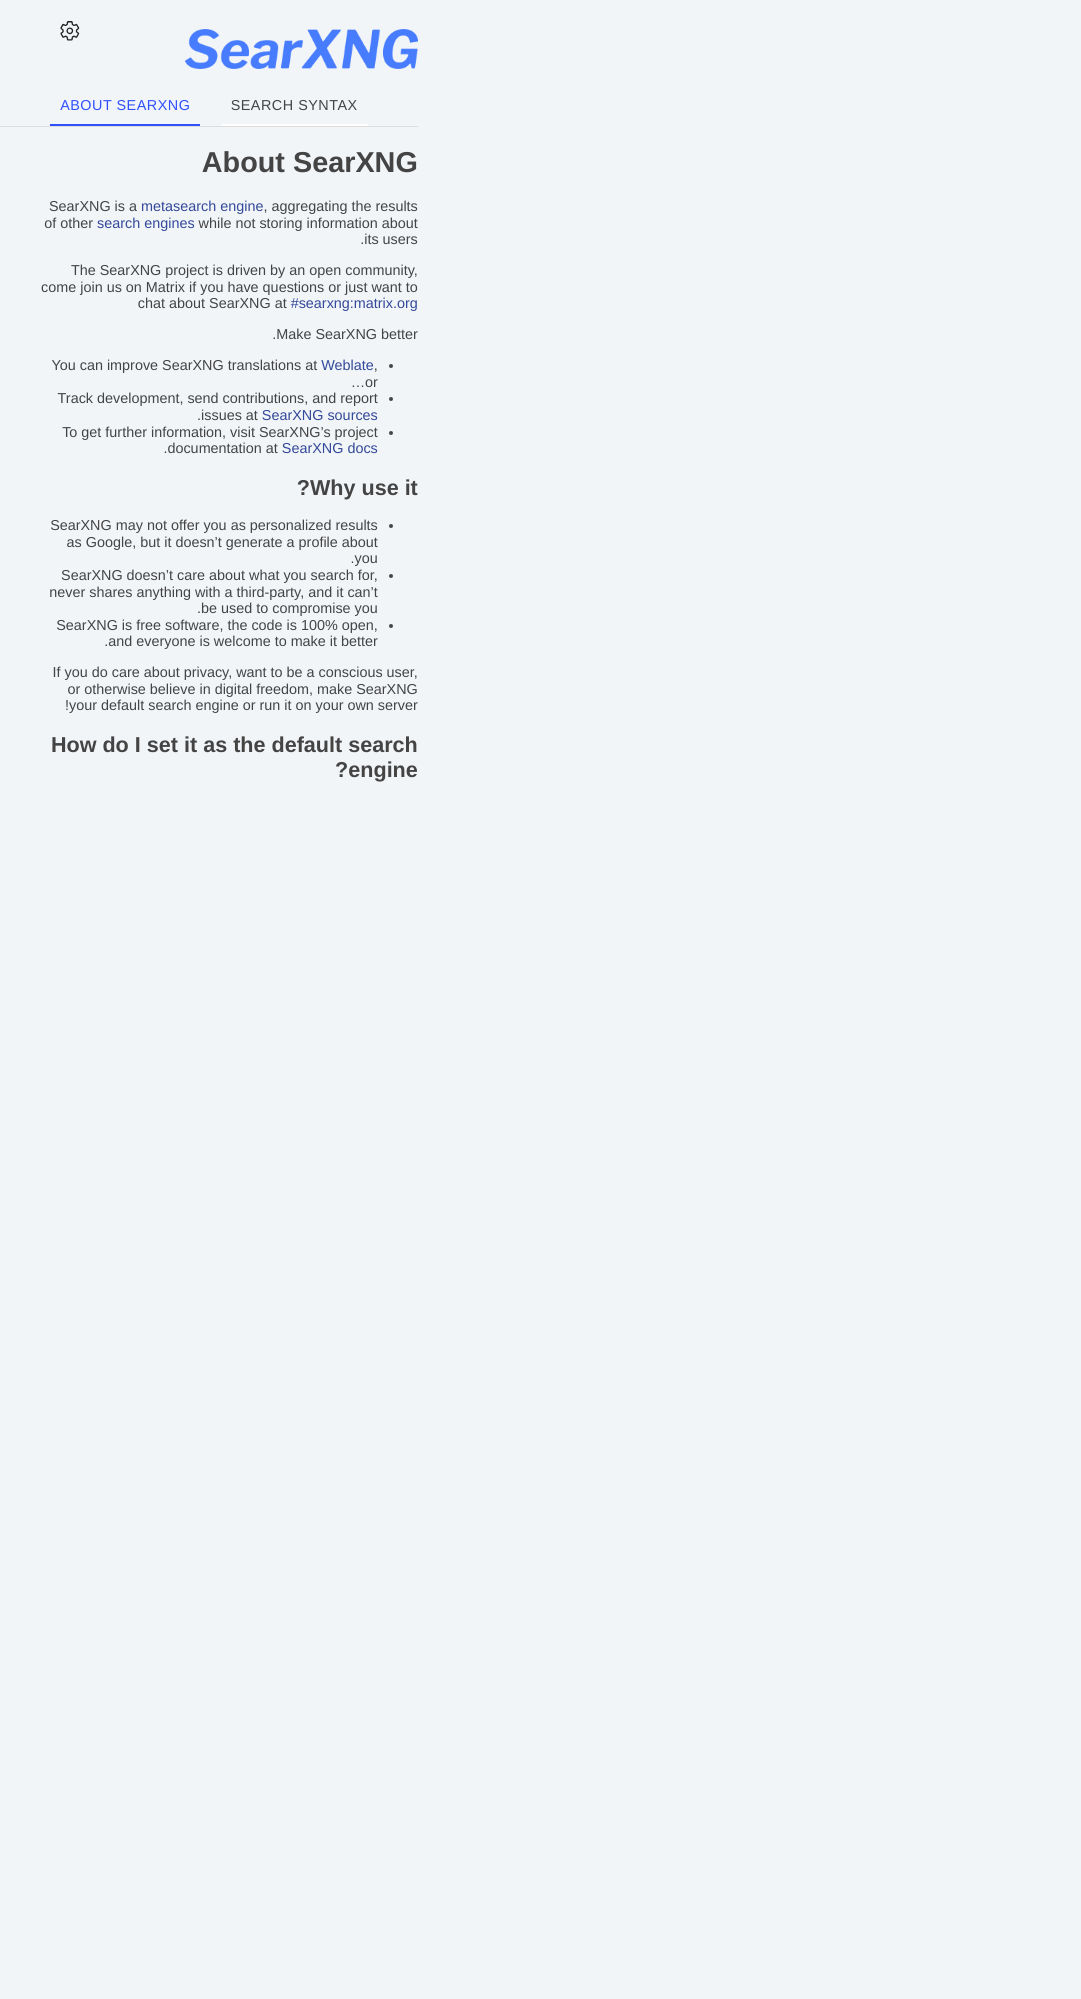 SearXNG
ABOUT SEARXNG
SEARCH SYNTAX
About SearXNG
SearXNG is a metasearch engine, aggregating the results
of other search engines while not storing information about
.its users
The SearXNG project is driven by an open community,
come join us on Matrix if you have questions or just want to
chat about SearXNG at #searxng:matrix.org
.Make SearXNG better
• You can improve SearXNG translations at Weblate,
…or
• Track development, send contributions, and report
.issues at SearXNG sources
• To get further information, visit SearXNG’s project
.documentation at SearXNG docs
?Why use it
• SearXNG may not offer you as personalized results
as Google, but it doesn’t generate a profile about
.you
• SearXNG doesn’t care about what you search for,
never shares anything with a third-party, and it can’t
.be used to compromise you
• SearXNG is free software, the code is 100% open,
.and everyone is welcome to make it better
If you do care about privacy, want to be a conscious user,
or otherwise believe in digital freedom, make SearXNG
!your default search engine or run it on your own server
How do I set it as the default search
?engine